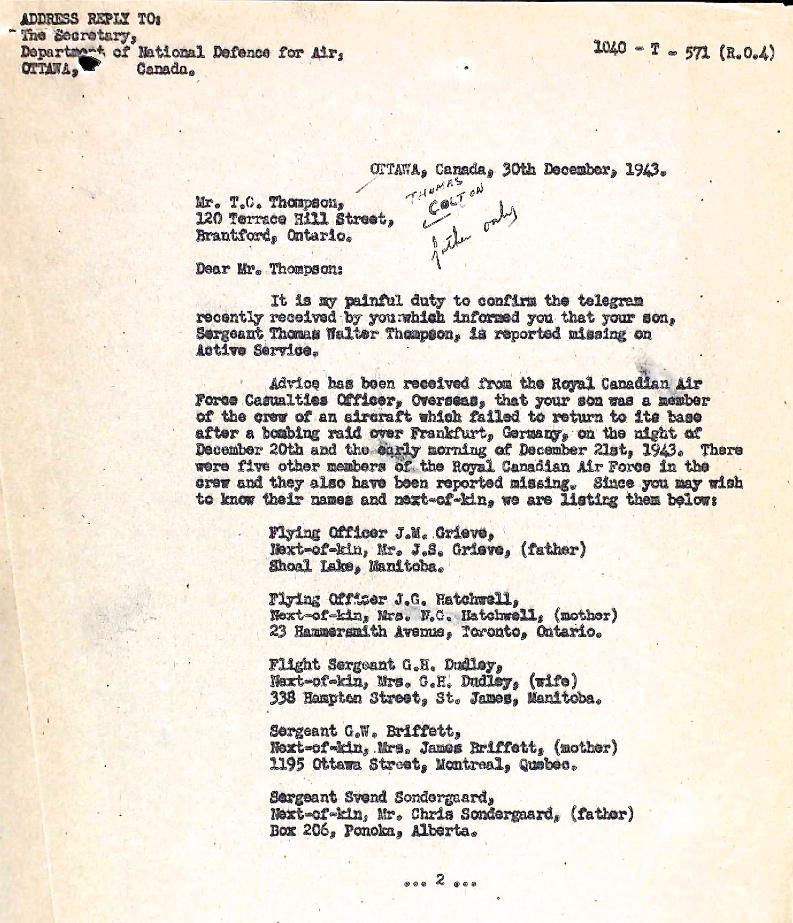 ADDRESS REPLY TO:
The Secretary,
Department of National Defence for Air,
OTTAWA, Canada.
1040 - T - 571 (R.O.4)
OTTAWA, Canada, 30th December, 1943.
Mr. T.C. Thompson,
120 Terrace Hill Street,
Brantford, Ontario.
THOMAS
COLTON
father only
Dear Mr. Thompson:
It is my painful duty to confirm the telegram
recently received by you which informed you that your son,
Sergeant Thomas Walter Thompson, is reported missing on
Active Service.
Advice has been received from the Royal Canadian Air
Force Casualties Officer, Overseas, that your son was a member
of the crew of an aircraft which failed to return to its base
after a bombing raid over Frankfurt, Germany, on the night of
December 20th and the early morning of December 21st, 1943. There
were five other members of the Royal Canadian Air Force in the
crew and they also have been reported missing. Since you may wish
to know their names and next-of-kin, we are listing them below:
Flying Officer J.M. Grieve,
Next-of-kin, Mr. J.S. Grieve, (father)
Shoal Lake, Manitoba.
Flying Officer J.G. Hatchwell,
Next-of-kin, Mrs. N.G. Hatchwell, (mother)
23 Hammersmith Avenue, Toronto, Ontario.
Flight Sergeant G.H. Dudley,
Next-of-kin, Mrs. G.H. Dudley, (wife)
338 Hampton Street, St. James, Manitoba.
Sergeant G.W. Briffett,
Next-of-kin, Mrs. James Briffett, (mother)
1195 Ottawa Street, Montreal, Quebec.
Sergeant Svend Sondergaard,
Next-of-kin, Mr. Chris Sondergaard, (father)
Box 206, Ponoka, Alberta.
... 2 ...